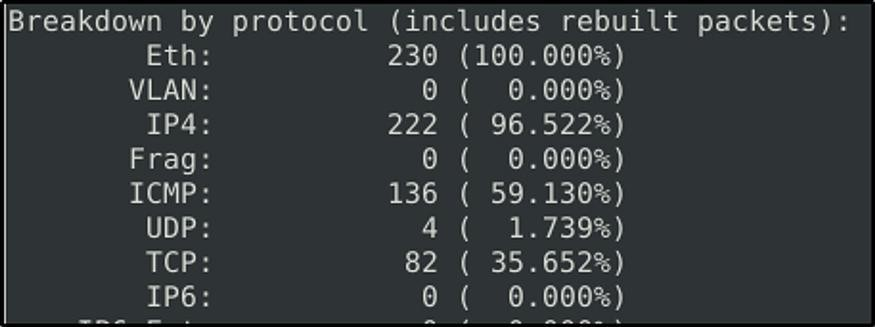 Breakdown by protocol (includes rebuilt packets):
Eth: 230 (100.000%)
VLAN: 0 ( 0.000%)
IP4: 222 ( 96.522%)
Frag: 0 ( 0.000%)
ICMP: 136 ( 59.130%)
UDP: 4 ( 1.739%)
TCP: 82 ( 35.652%)
IP6: 0 ( 0.000%)